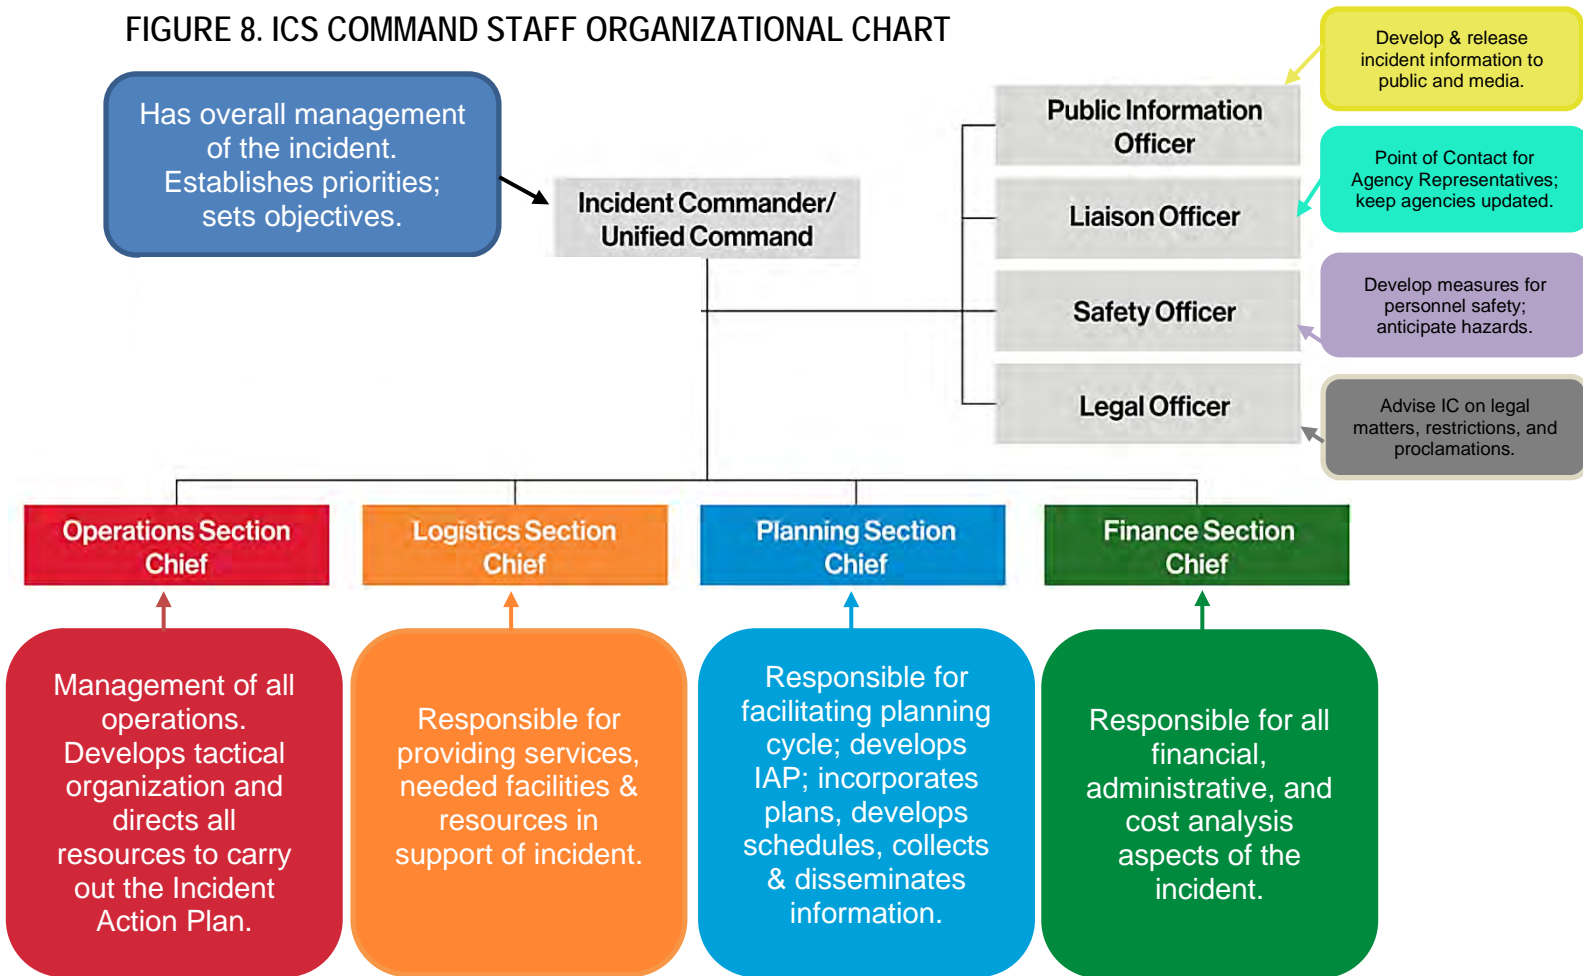 FIGURE 8. ICS COMMAND STAFF ORGANIZATIONAL CHART
Has overall management
of the incident.
Establishes priorities;
sets objectives.
Incident Commander/
Unified Command
Public Information
Officer
Develop & release
incident information to
public and media.
Liaison Officer
Point of Contact for
Agency Representatives;
keep agencies updated.
Safety Officer
Develop measures for
personnel safety;
anticipate hazards.
Legal Officer
Advise IC on legal
matters, restrictions, and
proclamations.
Operations Section
Chief
Logistics Section
Chief
Planning Section
Chief
Finance Section
Chief
Management of all
operations.
Develops tactical
organization and
directs all
resources to carry
out the Incident
Action Plan.
Responsible for
providing services,
needed facilities &
resources in
support of incident.
Responsible for
facilitating planning
cycle; develops
IAP; incorporates
plans, develops
schedules, collects
& disseminates
information.
Responsible for all
financial,
administrative, and
cost analysis
aspects of the
incident.